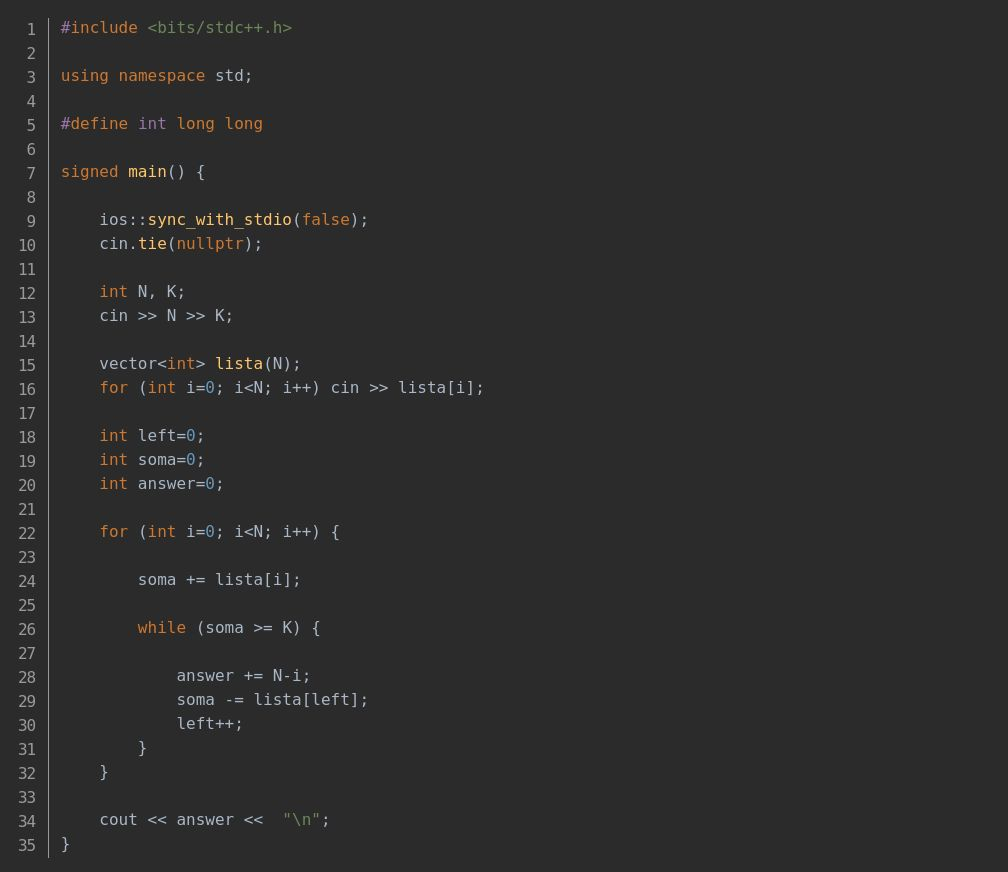 1 #include <bits/stdc++.h>
2
3 using namespace std;
4
5 #define int long long
6
7 signed main() {
8
9     ios::sync_with_stdio(false);
10     cin.tie(nullptr);
11
12     int N, K;
13     cin >> N >> K;
14
15     vector<int> lista(N);
16     for (int i=0; i<N; i++) cin >> lista[i];
17
18     int left=0;
19     int soma=0;
20     int answer=0;
21
22     for (int i=0; i<N; i++) {
23
24         soma += lista[i];
25
26         while (soma >= K) {
27
28             answer += N-i;
29             soma -= lista[left];
30             left++;
31         }
32     }
33
34     cout << answer <<  "\n";
35 }